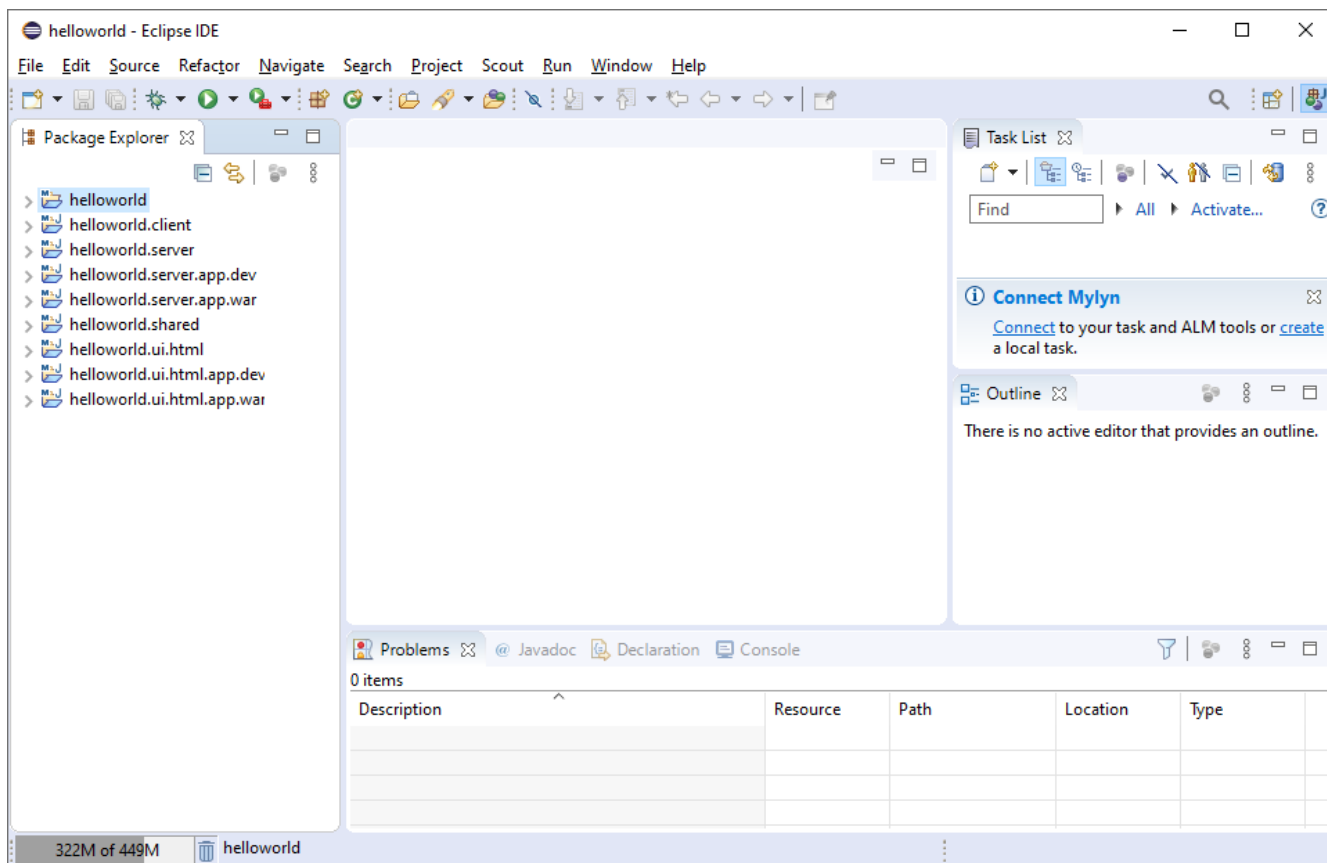 helloworld - Eclipse IDE
File Edit Source Refactor Navigate Search Project Scout Run Window Help
Package Explorer
helloworld
helloworld.client
helloworld.server
helloworld.server.app.dev
helloworld.server.app.war
helloworld.shared
helloworld.ui.html
helloworld.ui.html.app.dev
helloworld.ui.html.app.war
Task List
Find All Activate...
Connect Mylyn
Connect to your task and ALM tools or create
a local task.
Outline
There is no active editor that provides an outline.
Problems @ Javadoc Declaration Console
0 items
Description Resource Path Location Type
322M of 449M helloworld